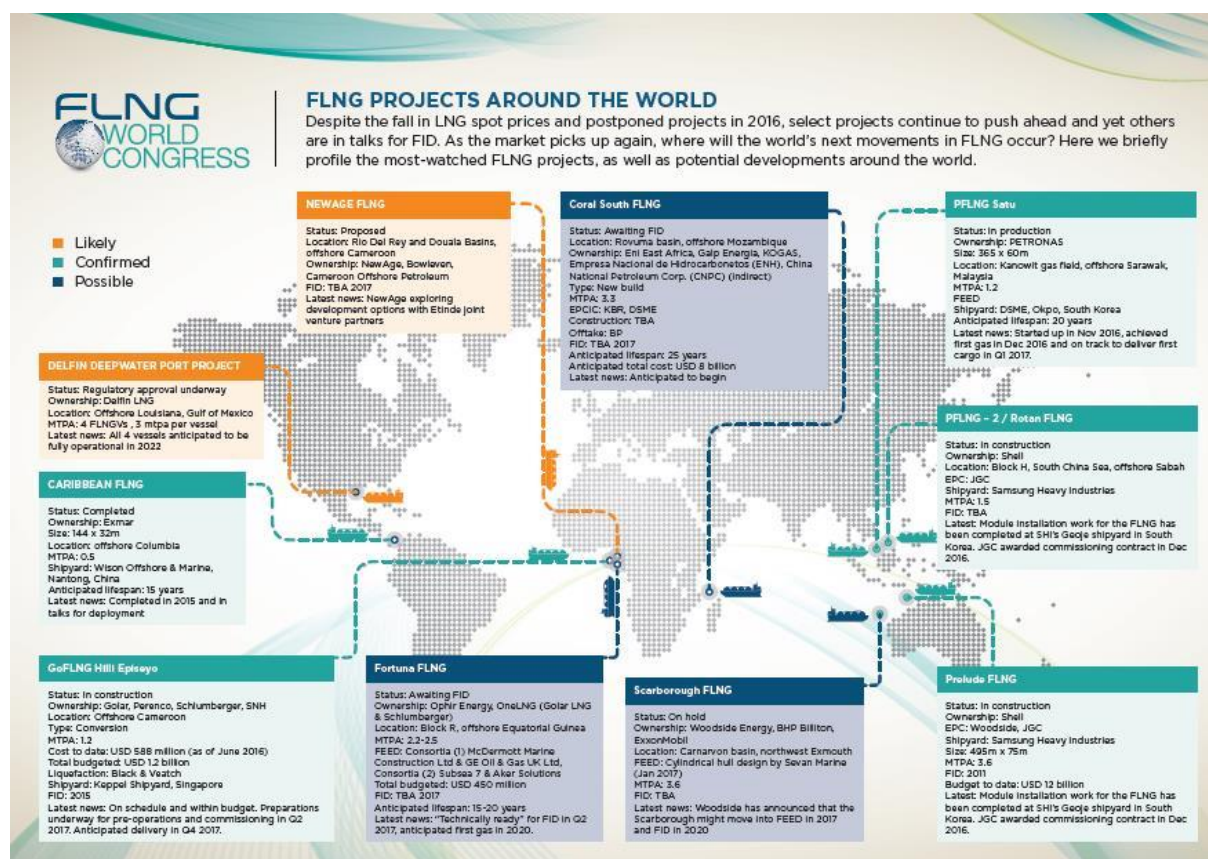 FLNG
WORLD
CONGRESS
FLNG PROJECTS AROUND THE WORLD
Despite the fall in LNG spot prices and postponed projects in 2016, select projects continue to push ahead and yet others
are in talks for FID. As the market picks up again, where will the world's next movements in FLNG occur? Here we briefly
profile the most-watched FLNG projects, as well as potential developments around the world.
Likely
Confirmed
Possible
NEWAGE FLNG
Status: Proposed
Location: Rio Del Rey and Douala Basins,
offshore Cameroon
Ownership: NewAge, Bowleven,
Cameroon Offshore Petroleum
FID: TBA 2017
Latest news: NewAge exploring
development options with Etinde joint
venture partners
Coral South FLNG
Status: Awaiting FID
Location: Rovuma basin, offshore Mozambique
Ownership: Eni East Africa, Galp Energia, KOGAS,
Empresa Nacional de Hidrocarbonetos (ENH), China
National Petroleum Corp. (CNPC) (indirect)
Type: New build
MTPA: 3.3
EPCIC: KBR, DSME
Construction: TBA
Offtake: BP
FID: TBA 2017
Anticipated lifespan: 25 years
Anticipated total cost: USD 8 billion
Latest news: Anticipated to begin
PFLNG Satu
Status: In production
Ownership: PETRONAS
Size: 365 x 60m
Location: Kanowit gas field, offshore Sarawak,
Malaysia
MTPA: 1.2
FEED
Shipyard: DSME, Okpo, South Korea
Anticipated lifespan: 20 years
Latest news: Started up in Nov 2016, achieved
first gas in Dec 2016 and on track to deliver first
cargo in Q1 2017.
DELFIN DEEPWATER PORT PROJECT
Status: Regulatory approval underway
Ownership: Delfin LNG
Location: Offshore Louisiana, Gulf of Mexico
MTPA: 4 FLNGVs , 3 mtpa per vessel
Latest news: All 4 vessels anticipated to be
fully operational in 2022
PFLNG – 2 / Rotan FLNG
Status: In construction
Ownership: Shell
Location: Block H, South China Sea, offshore Sabah
EPC: JGC
Shipyard: Samsung Heavy Industries
MTPA: 1.5
FID: TBA
Latest: Module installation work for the FLNG has
been completed at SHI's Geoje shipyard in South
Korea. JGC awarded commissioning contract in Dec
2016.
CARIBBEAN FLNG
Status: Completed
Ownership: Exmar
Size: 144 x 32m
Location: offshore Columbia
MTPA: 0.5
Shipyard: Wison Offshore & Marine,
Nantong, China
Anticipated lifespan: 15 years
Latest news: Completed in 2015 and in
talks for deployment
GoFLNG Hilli Episeyo
Status: In construction
Ownership: Golar, Perenco, Schlumberger, SNH
Location: Offshore Cameroon
Type: Conversion
MTPA: 1.2
Cost to date: USD 588 million (as of June 2016)
Total budgeted: USD 1.2 billion
Liquefaction: Black & Veatch
Shipyard: Keppel Shipyard, Singapore
FID: 2015
Latest news: On schedule and within budget. Preparations
underway for pre-operations and commissioning in Q2
2017. Anticipated delivery in Q4 2017.
Fortuna FLNG
Status: Awaiting FID
Ownership: Ophir Energy, OneLNG (Golar LNG
& Schlumberger)
Location: Block R, offshore Equatorial Guinea
MTPA: 2.2-2.5
FEED: Consortia (1) McDermott Marine
Construction Ltd & GE Oil & Gas UK Ltd,
Consortia (2) Subsea 7 & Aker Solutions
Total budgeted: USD 450 million
FID: TBA 2017
Anticipated lifespan: 15-20 years
Latest news: "Technically ready" for FID in Q2
2017, anticipated first gas in 2020.
Scarborough FLNG
Status: On hold
Ownership: Woodside Energy, BHP Billiton,
ExxonMobil
Location: Carnarvon basin, northwest Exmouth
FEED: Cylindrical hull design by Sevan Marine
(Jan 2017)
MTPA: 3.6
FID: TBA
Latest news: Woodside has announced that the
Scarborough might move into FEED in 2017
and FID in 2020
Prelude FLNG
Status: In construction
Ownership: Shell
EPC: Woodside, JGC
Shipyard: Samsung Heavy Industries
Size: 495m x 75m
MTPA: 3.6
FID: 2011
Budget to date: USD 12 billion
Latest: Module installation work for the FLNG has
been completed at SHI's Geoje shipyard in South
Korea. JGC awarded commissioning contract in Dec
2016.